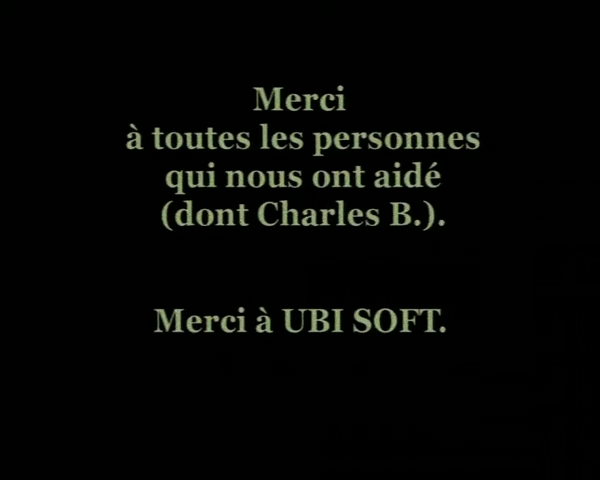 Merci
à toutes les personnes
qui nous ont aidé
(dont Charles B.).
Merci à UBI SOFT.